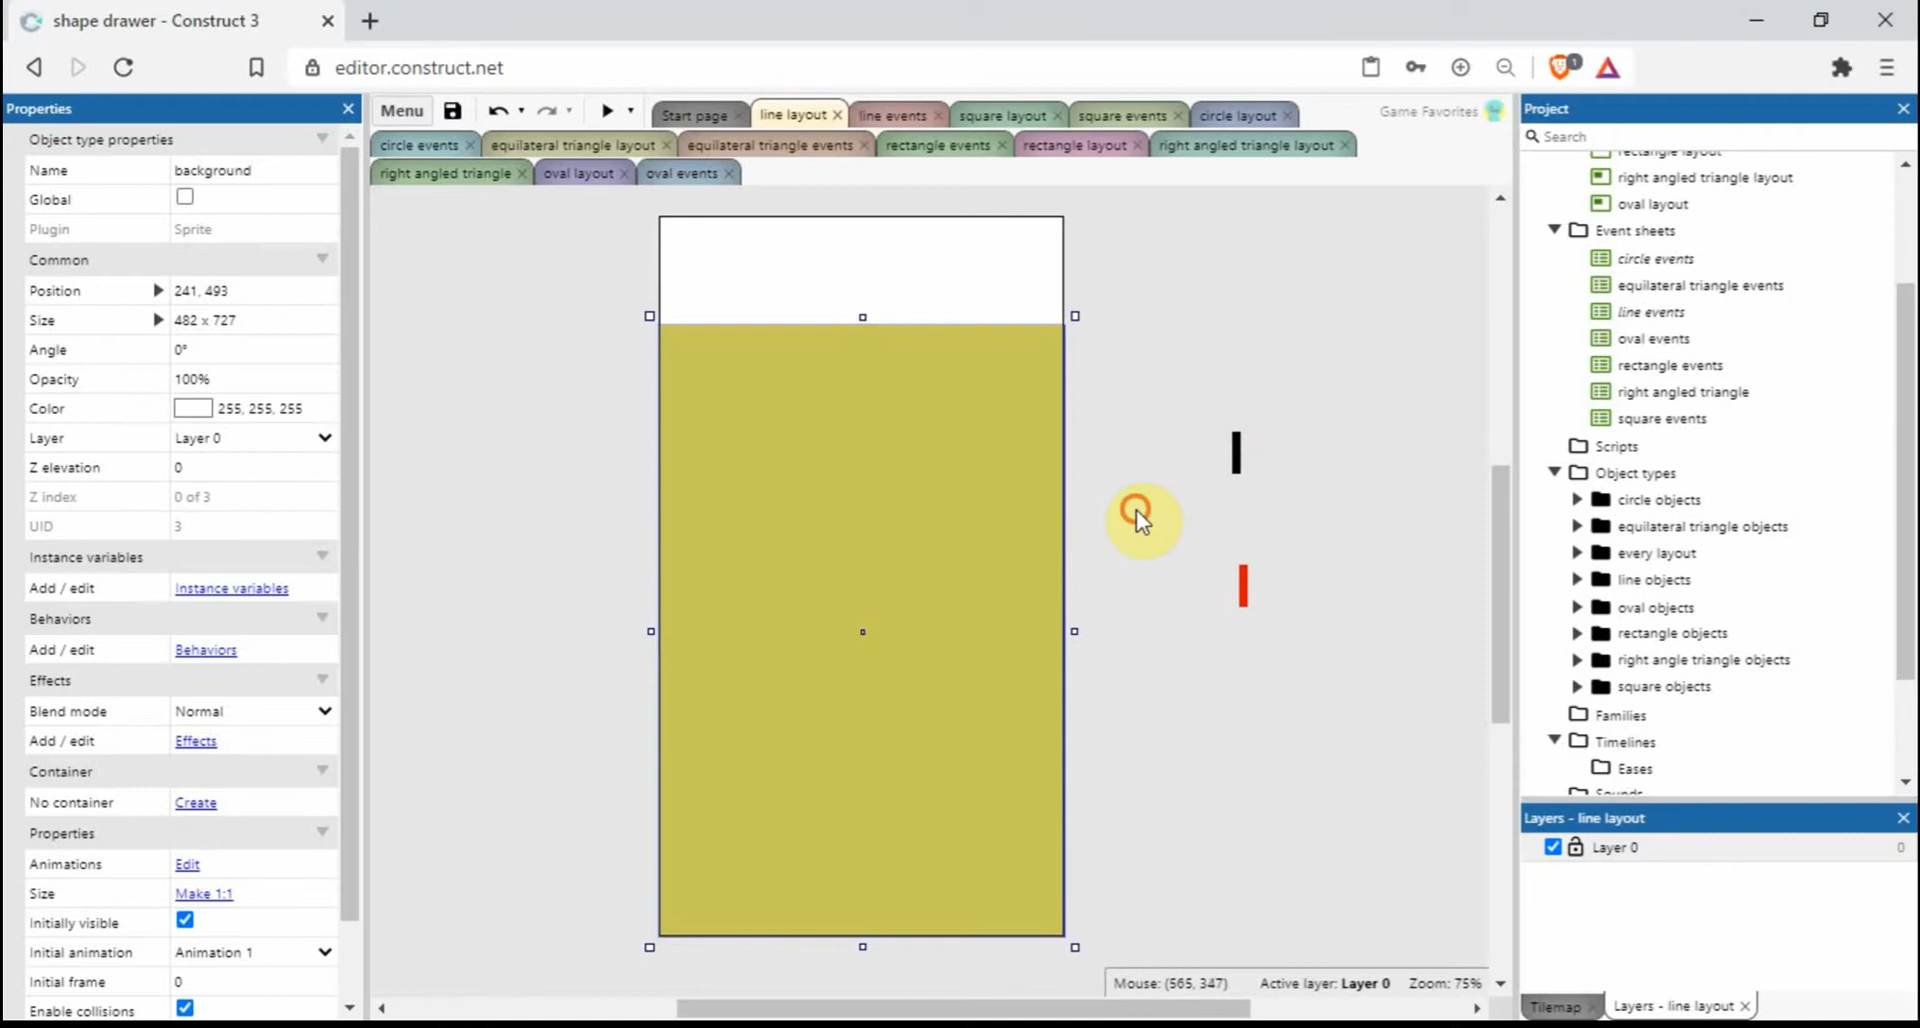 shape drawer - Construct 3
editor.construct.net
1
Properties
Object type properties
Name background
Global
Plugin Sprite
Common
Position 241, 493
Size 482 x 727
Angle 0°
Opacity 100%
Color 255, 255, 255
Layer Layer 0
Z elevation 0
Z index 0 of 3
UID 3
Instance variables
Add / edit Instance variables
Behaviors
Add / edit Behaviors
Effects
Blend mode Normal
Add / edit Effects
Container
No container Create
Properties
Animations Edit
Size Make 1:1
Initially visible
Initial animation Animation 1
Initial frame 0
Enable collisions
Menu
Start page line layout line events square layout square events circle layout
Game Favorites
circle events equilateral triangle layout equilateral triangle events rectangle events rectangle layout right angled triangle layout
right angled triangle oval layout oval events
Mouse: (565, 347) Active layer: Layer 0 Zoom: 75%
Project
Search
rectangle layout
right angled triangle layout
oval layout
Event sheets
circle events
equilateral triangle events
line events
oval events
rectangle events
right angled triangle
square events
Scripts
Object types
circle objects
equilateral triangle objects
every layout
line objects
oval objects
rectangle objects
right angle triangle objects
square objects
Families
Timelines
Eases
Sounds
Layers - line layout
Layer 0 0
Tilemap Layers - line layout